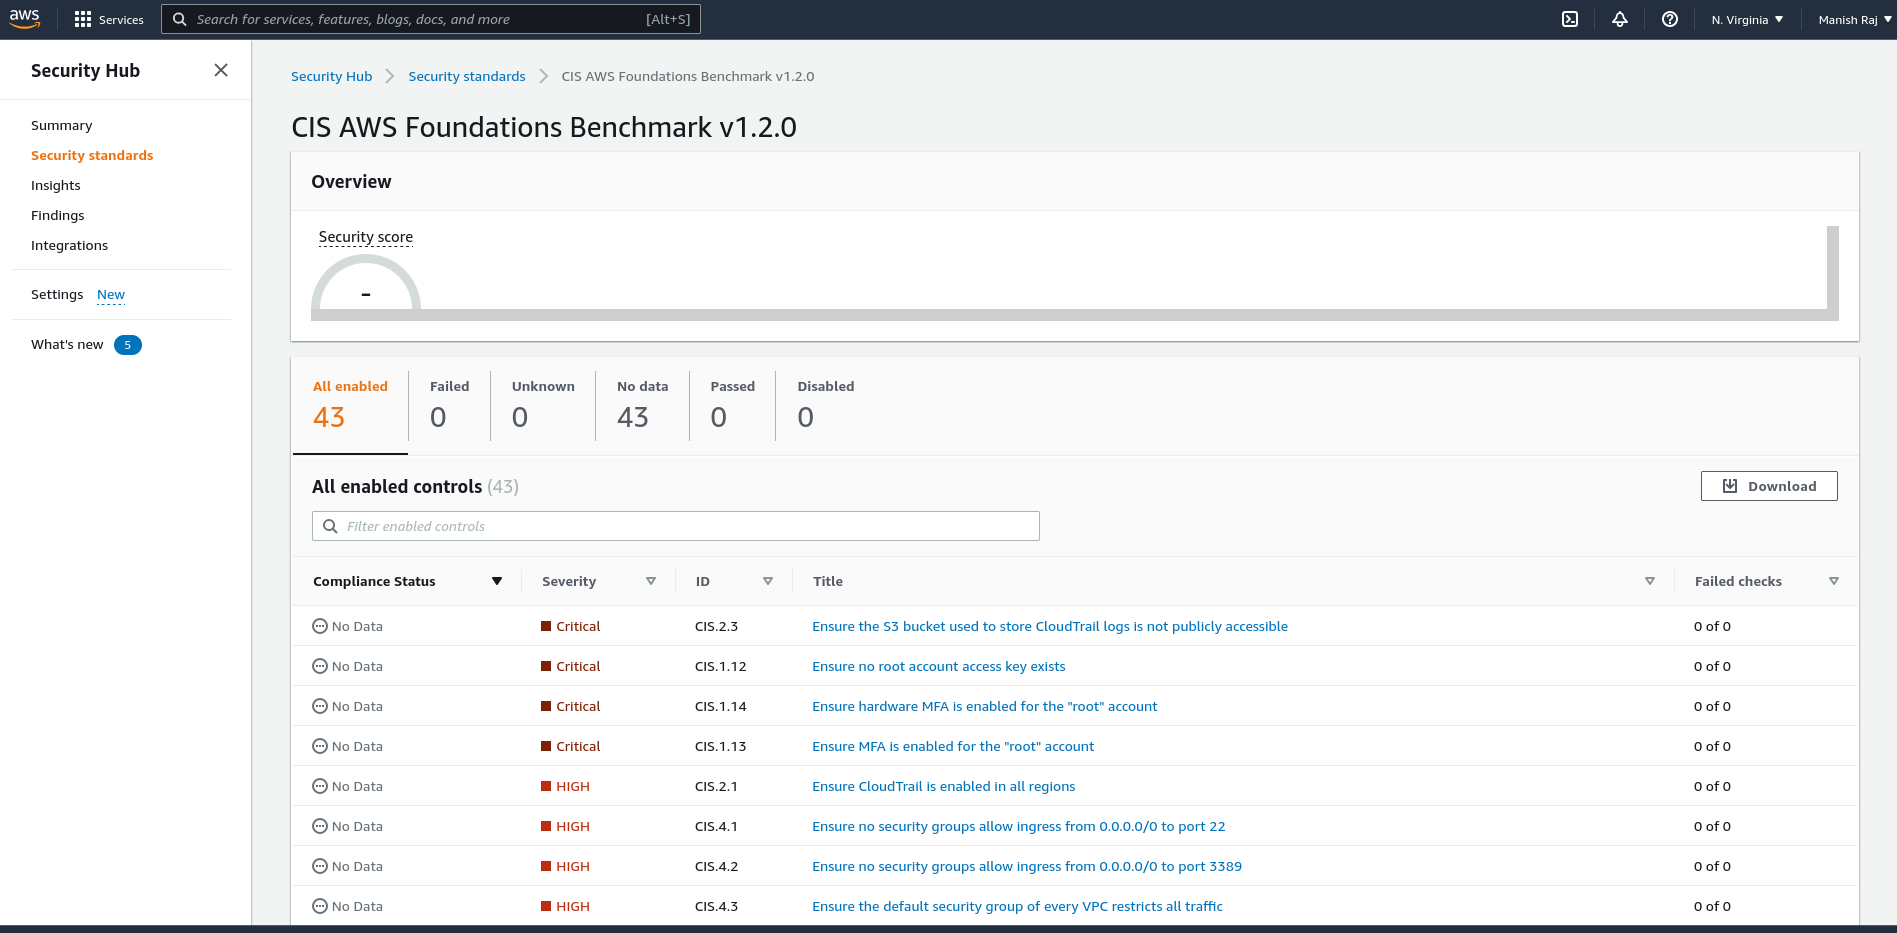 aws Services Search for services, features, blogs, docs, and more [Alt+S] N. Virginia Manish Raj
Security Hub
Summary
Security standards
Insights
Findings
Integrations
Settings New
What's new 5
Security Hub Security standards CIS AWS Foundations Benchmark v1.2.0
CIS AWS Foundations Benchmark v1.2.0
Overview
Security score
-
All enabled Failed Unknown No data Passed Disabled
43 0 0 43 0 0
All enabled controls (43) Download
Filter enabled controls
Compliance Status Severity ID Title Failed checks
No Data Critical CIS.2.3 Ensure the S3 bucket used to store CloudTrail logs is not publicly accessible 0 of 0
No Data Critical CIS.1.12 Ensure no root account access key exists 0 of 0
No Data Critical CIS.1.14 Ensure hardware MFA is enabled for the "root" account 0 of 0
No Data Critical CIS.1.13 Ensure MFA is enabled for the "root" account 0 of 0
No Data HIGH CIS.2.1 Ensure CloudTrail is enabled in all regions 0 of 0
No Data HIGH CIS.4.1 Ensure no security groups allow ingress from 0.0.0.0/0 to port 22 0 of 0
No Data HIGH CIS.4.2 Ensure no security groups allow ingress from 0.0.0.0/0 to port 3389 0 of 0
No Data HIGH CIS.4.3 Ensure the default security group of every VPC restricts all traffic 0 of 0